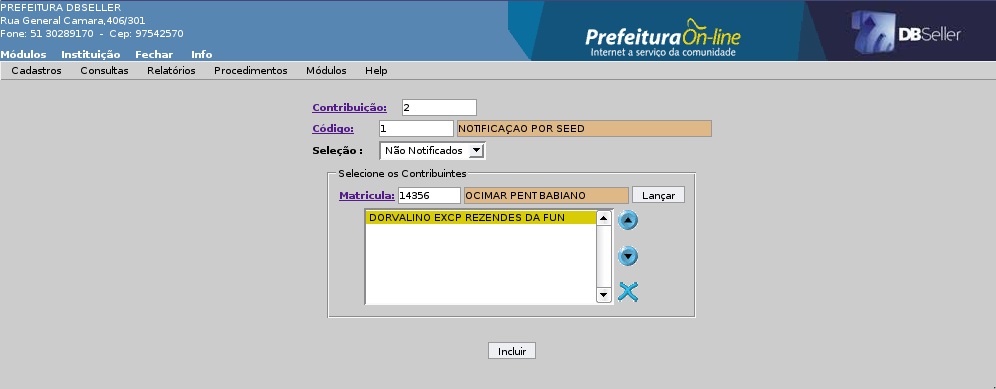 PREFEITURA DBSELLER
Rua General Camara,406/301
Fone: 51 30289170 - Cep: 97542570
Prefeitura On-line
Internet a serviço da comunidade
DBSeller
Módulos Instituição Fechar Info
Cadastros Consultas Relatórios Procedimentos Módulos Help
Contribuição: 2
Código: 1 NOTIFICAÇAO POR SEED
Seleção : Não Notificados
Selecione os Contribuintes
Matricula: 14356 OCIMAR PENT BABIANO Lançar
DORVALINO EXCP REZENDES DA FUN
Incluir